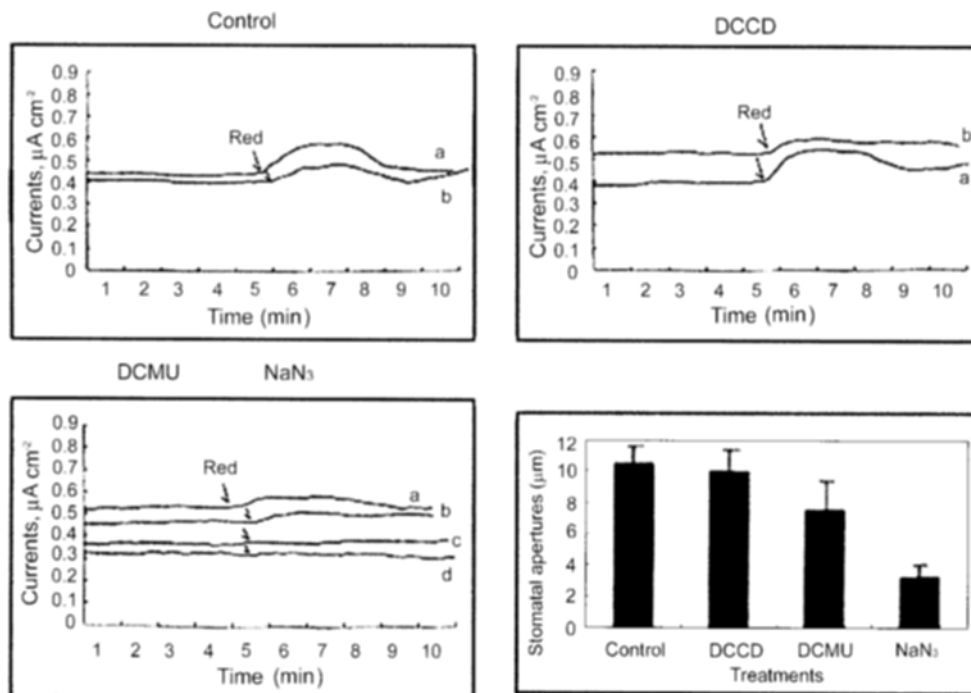 Control
Currents, μA cm⁻²
0.9
0.8
0.7
0.6
0.5
0.4
0.3
0.2
0.1
0
Red
a
b
1 2 3 4 5 6 7 8 9 10
Time (min)
DCCD
Currents, μA cm⁻²
0.9
0.8
0.7
0.6
0.5
0.4
0.3
0.2
0.1
0
Red
b
a
1 2 3 4 5 6 7 8 9 10
Time (min)
DCMU NaN₃
Currents, μA cm⁻²
0.9
0.8
0.7
0.6
0.5
0.4
0.3
0.2
0.1
0
Red
a
b
c
d
1 2 3 4 5 6 7 8 9 10
Time (min)
Stomatal apertures (μm)
12
10
8
6
4
2
0
Control DCCD DCMU NaN₃
Treatments